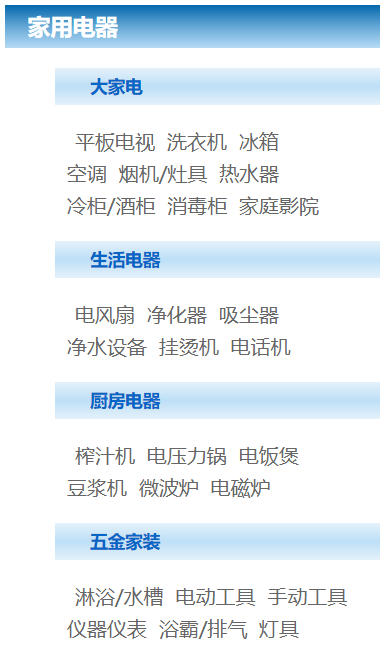 家用电器
大家电
平板电视 洗衣机 冰箱
空调 烟机/灶具 热水器
冷柜/酒柜 消毒柜 家庭影院
生活电器
电风扇 净化器 吸尘器
净水设备 挂烫机 电话机
厨房电器
榨汁机 电压力锅 电饭煲
豆浆机 微波炉 电磁炉
五金家装
淋浴/水槽 电动工具 手动工具
仪器仪表 浴霸/排气 灯具